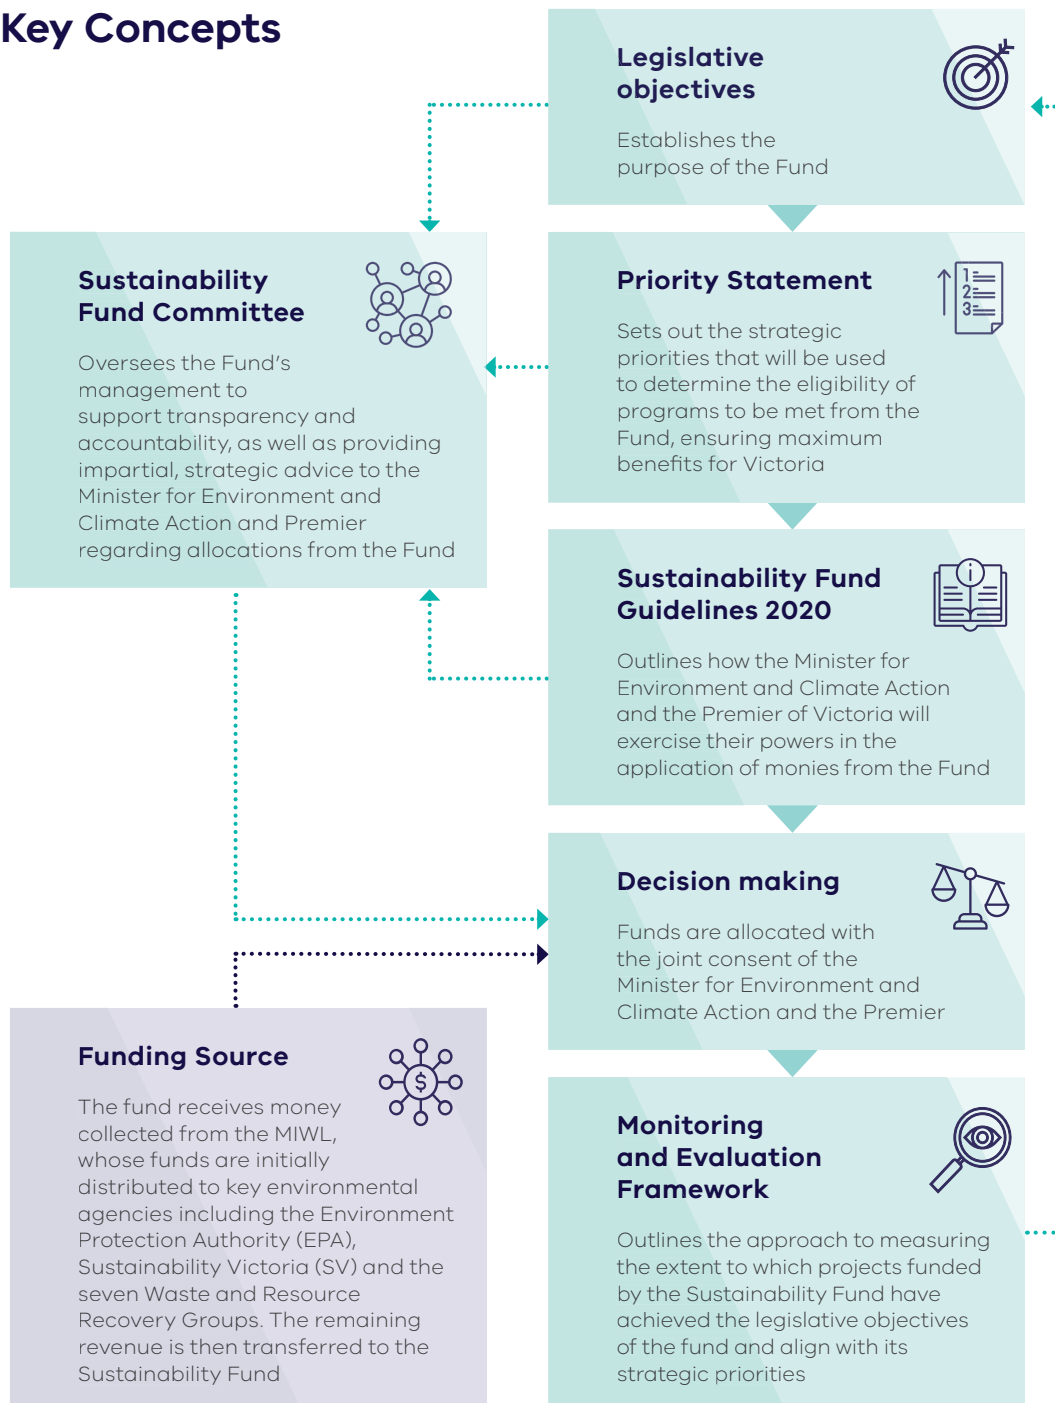 Key Concepts
Legislative
objectives
Establishes the
purpose of the Fund
Sustainability
Fund Committee
Oversees the Fund's
management to
support transparency and
accountability, as well as providing
impartial, strategic advice to the
Minister for Environment and
Climate Action and Premier
regarding allocations from the Fund
Priority Statement
1
2
3
Sets out the strategic
priorities that will be used
to determine the eligibility of
programs to be met from the
Fund, ensuring maximum
benefits for Victoria
Sustainability Fund
Guidelines 2020
i
Outlines how the Minister for
Environment and Climate Action
and the Premier of Victoria will
exercise their powers in the
application of monies from the Fund
Decision making
Funds are allocated with
the joint consent of the
Minister for Environment and
Climate Action and the Premier
Funding Source
$
The fund receives money
collected from the MIWL,
whose funds are initially
distributed to key environmental
agencies including the Environment
Protection Authority (EPA),
Sustainability Victoria (SV) and the
seven Waste and Resource
Recovery Groups. The remaining
revenue is then transferred to the
Sustainability Fund
Monitoring
and Evaluation
Framework
Outlines the approach to measuring
the extent to which projects funded
by the Sustainability Fund have
achieved the legislative objectives
of the fund and align with its
strategic priorities